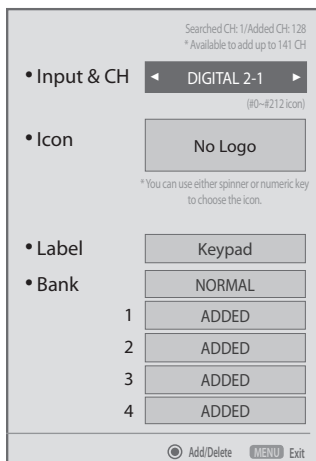 Searched CH: 1/Added CH: 128
* Available to add up to 141 CH
• Input & CH ◄ DIGITAL 2-1 ►
(#0~#212 icon)
• Icon No Logo
* You can use either spinner or numeric key
to choose the icon.
• Label Keypad
• Bank NORMAL
1 ADDED
2 ADDED
3 ADDED
4 ADDED
Add/Delete MENU Exit